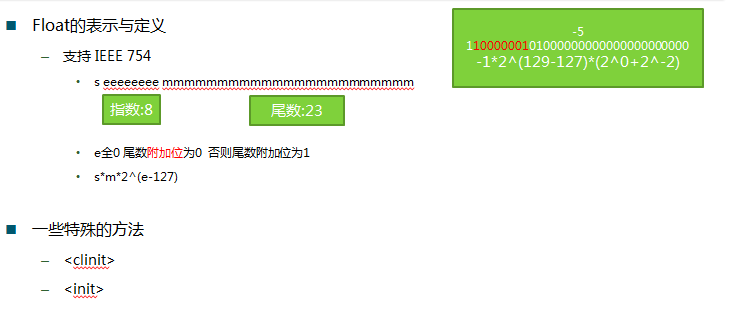 Float的表示与定义
支持 IEEE 754
s eeeeeeee mmmmmmmmmmmmmmmmmmmmmmm
指数:8
尾数:23
e全0 尾数附加位为0 否则尾数附加位为1
s*m*2^(e-127)
一些特殊的方法
<clinit>
<init>
-5
11000000101000000000000000000000
-1*2^(129-127)*(2^0+2^-2)